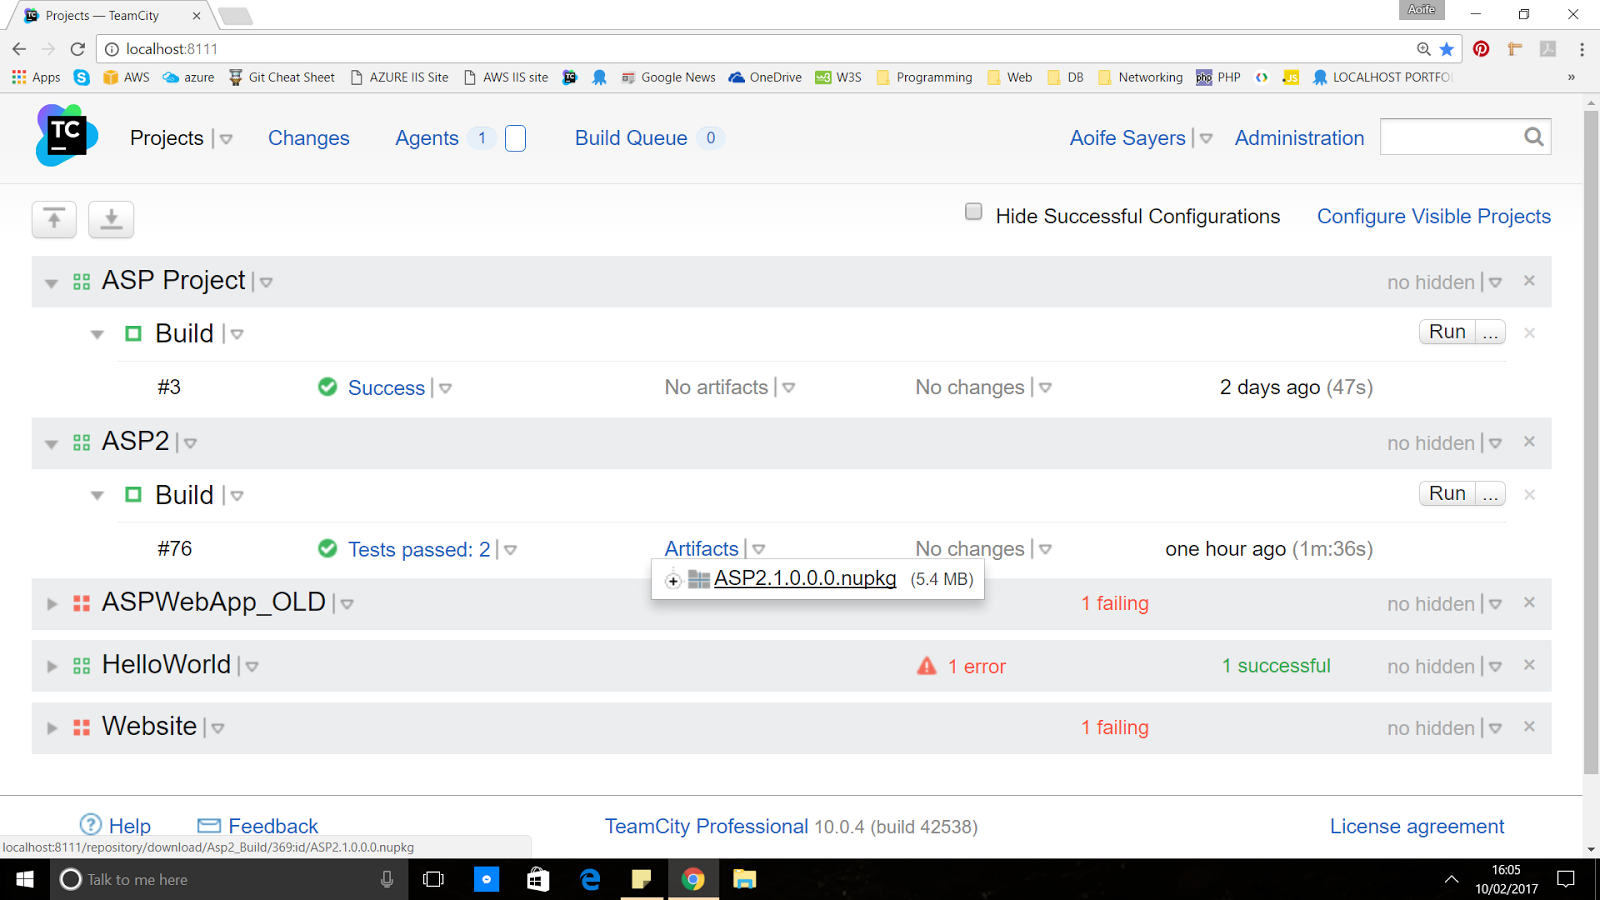 Projects — TeamCity
Aoife
localhost:8111
Apps
AWS
azure
Git Cheat Sheet
AZURE IIS Site
AWS IIS site
Google News
OneDrive
W3S
Programming
Web
DB
Networking
php PHP
JS
LOCALHOST PORTFO
»
TC
Projects
Changes
Agents 1
Build Queue 0
Aoife Sayers
Administration
Hide Successful Configurations
Configure Visible Projects
ASP Project
no hidden
Build
Run ...
#3
Success
No artifacts
No changes
2 days ago (47s)
ASP2
no hidden
Build
Run ...
#76
Tests passed: 2
Artifacts
No changes
one hour ago (1m:36s)
ASP2.1.0.0.0.nupkg (5.4 MB)
ASPWebApp_OLD
1 failing
no hidden
HelloWorld
1 error
1 successful
no hidden
Website
1 failing
no hidden
Help
Feedback
TeamCity Professional 10.0.4 (build 42538)
License agreement
localhost:8111/repository/download/Asp2_Build/369:id/ASP2.1.0.0.0.nupkg
Talk to me here
16:05
10/02/2017